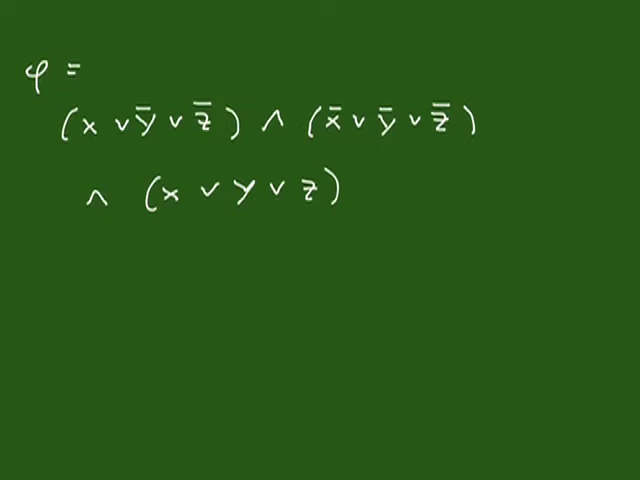 φ =
(x ∨ ȳ ∨ z̄) ∧ (x̄ ∨ ȳ ∨ z̄)
∧ (x ∨ y ∨ z)